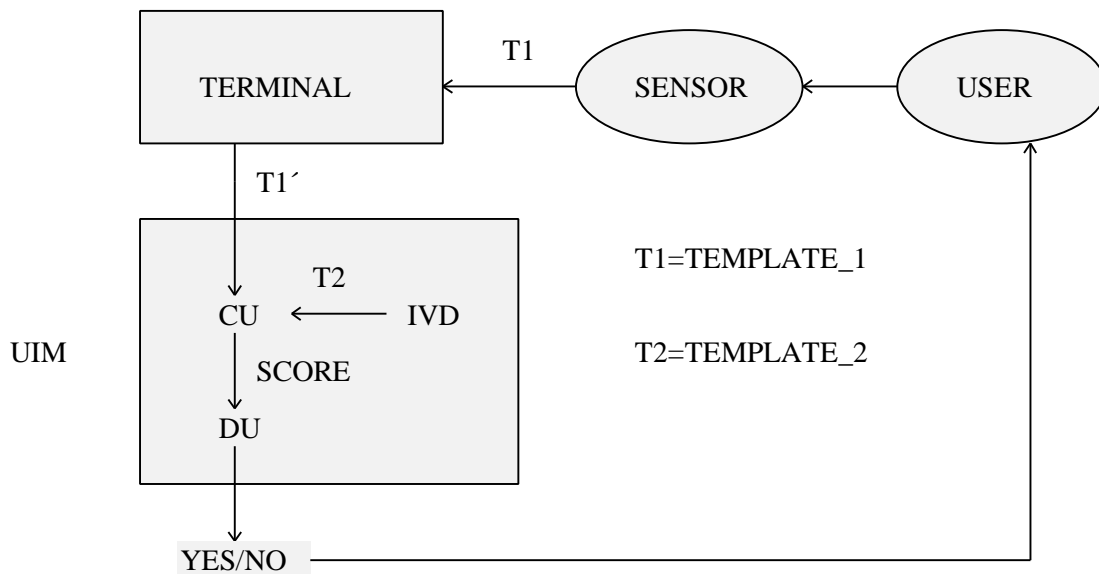 T1
TERMINAL
SENSOR
USER
T1´
T1=TEMPLATE_1
T2
CU
IVD
UIM
T2=TEMPLATE_2
SCORE
DU
YES/NO